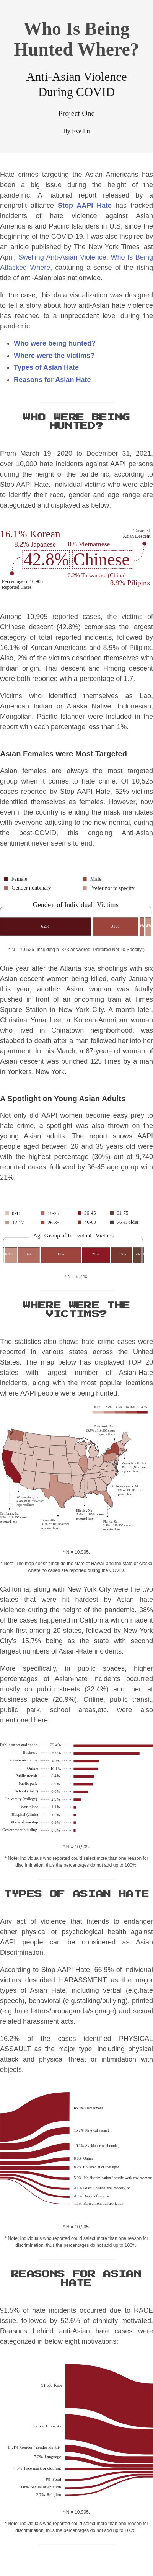 Who Is Being
Hunted Where?
Anti-Asian Violence
During COVID
Project One
By Eve Lu
Hate crimes targeting the Asian Americans has
been a big issue during the height of the
pandemic. A national report released by a
nonprofit alliance Stop AAPI Hate has tracked
incidents of hate violence against Asian
Americans and Pacific Islanders in U.S, since the
beginning of the COVID-19. I was inspired by an
article published by The New York Times last
April, Swelling Anti-Asian Violence: Who Is Being
Attacked Where, capturing a sense of the rising
tide of anti-Asian bias nationwide.
In the case, this data visualization was designed
to tell a story about how anti-Asian hate violence
has reached to a unprecedent level during the
pandemic:
Who were being hunted?
Where were the victims?
Types of Asian Hate
Reasons for Asian Hate
WHO WERE BEING
HUNTED?
From March 19, 2020 to December 31, 2021,
over 10,000 hate incidents against AAPI persons
during the height of the pandemic, according to
Stop AAPI Hate. Individual victims who chose to
identify their race, gender, and age range are
categorized and displayed as below:
16.1% Korean
Targeted
Asian Descent
8.2% Japanese
8% Vietnamese
42.8% Chinese
6.2% Taiwanese (China)
Percentage of 10,905
Reported Cases
8.9% Pilipinx
Among 10,905 reported cases, the victims of
Chinese descent (42.8%) comprises the largest
group category in total, followed by that of
16.1% of Korean Americans and 8.9% of Pilipinx.
Also, 2% of the victims identified themselves of
Indian origin. Thai descent and Hmong descent
were both reported with a percent of 1.7.
Victims who identified themselves as Lao,
American Indian or Alaska Native, Indonesian,
Mongolian, Pacific Islander were included in the
report with each percentage less than 1%.
Asian Females were Most Targeted
Asian females are always the most targeted
group when it comes to hate crime. Of 10,525
cases reported by Stop AAPI Hate, 62% victims
identified themselves as females. However, now
even if the country is ending the mask mandates
with everyone adapting to the new normal, during
the post-COVID, this ongoing Anti-Asian
sentiment never seems to end.
Female
Male
Gender nonbinary
Prefer not to specify
Gender of Individual Victims
62%
31%
* N = 10,525 (including n=373 answered "Preferred Not To Specify")
One year after the Atlanta spa shootings with six
Asian descent women being killed, early January
this year, another Asian woman was fatally
pushed in front of an oncoming train at Times
Square Station in New York City. A month later,
Christina Yuna Lee, a Korean-American woman
who lived in Chinatown neighborhood, was
stabbed to death after a man followed her into her
apartment. In this March, a 67-year-old woman of
Asian descent was punched 125 times by a man
in Yonkers, New York.
A Spotlight on Young Asian Adults
Not only did AAPI women become easy prey to
hate crime, a spotlight was also thrown on the
young Asian adults. The report shows AAPI
people aged between 26 and 35 years old were
with the highest percentage (30%) out of 9,740
reported cases, followed by 36-45 age group with
21%.
0-11
18-25
36-45
61-75
12-17
26-35
46-60
76 & older
Age Group of Individual Victims
* N = 9,740.
WHERE WERE THE
VICTIMS?
The statistics also shows hate crime cases were
reported in various states across the United
States. The map below has displayed TOP 20
States with largest number of Asian-Hate
incidents, along with the most popular locations
where AAPI people were being hunted.
* N = 10,905
* Note: The map doesn't include the state of Hawaii and the state of Alaska
where no cases are reported during the COVID.
California, along with New York City were the two
states that were hit hardest by Asian hate
violence during the height of pandemic. 38% of
the cases happened in California which made it
rank first among 20 states. It is New York
City's 15.7% being as the state with second
largest numbers of Asian-Hate incidents.
More specifically, in public spaces, higher
percentages of Asian-hate incidents occurred
mostly on public streets (32.4%) and then at
business place (26.9%). Online, public transit,
public park, school areas,etc. were also
mentioned here.
Public street and space 32.4%
Business 26.9%
Private residence 10.3%
Online 10.1%
Public transit 8.4%
Public park 8.0%
School (K-12) 6.0%
University (college) 2.9%
Workplace 1.1%
Hospital (clinic) 1.0%
Place of worship 0.9%
Government building 0.8%
* N = 10,905.
* Note: Individuals who reported could select more than one reason for
discrimination; thus the percentages do not add up to 100%.
TYPES OF ASIAN HATE
Any act of violence that intends to endanger
either physical or psychological health against
AAPI people can be considered as Asian
Discrimination.
According to Stop AAPI Hate, 66.9% of individual
victims described HARASSMENT as the major
types of Asian Hate, including verbal (e.g.hate
speech), behavioral (e.g.stalking/bullying), printed
(e.g hate letters/propaganda/signage) and sexual
related harassment acts.
16.2% of the cases identified PHYSICAL
ASSAULT as the major type, including physical
attack and physical threat or intimidation with
objects.
66.9% Harassment
16.2% Physical assault
16.1% Avoidance or shunning
8.6% Online
8.2% Coughed at or spat upon
5.9% Job discrimination / hostile work environment
4.4% Graffiti, vandalism, robbery, or
4.2% Denial of service
1.1% Barred from transportation
* N = 10,905.
* Note: Individuals who reported could select more than one reason for
discrimination; thus the percentages do not add up to 100%.
REASONS FOR ASIAN
HATE
91.5% of hate incidents occurred due to RACE
issue, followed by 52.6% of ethnicity motivated.
Reasons behind anti-Asian hate cases were
categorized in below eight motivations:
91.5% Race
52.6% Ethnicity
14.4% Gender / gender identity
7.2% Language
4.5% Face mark or clothing
4% Food
3.8% Sexual orientation
2.7% Religion
* N = 10,905
* Note: Individuals who reported could select more than one reason for
discrimination; thus the percentages do not add up to 100%.